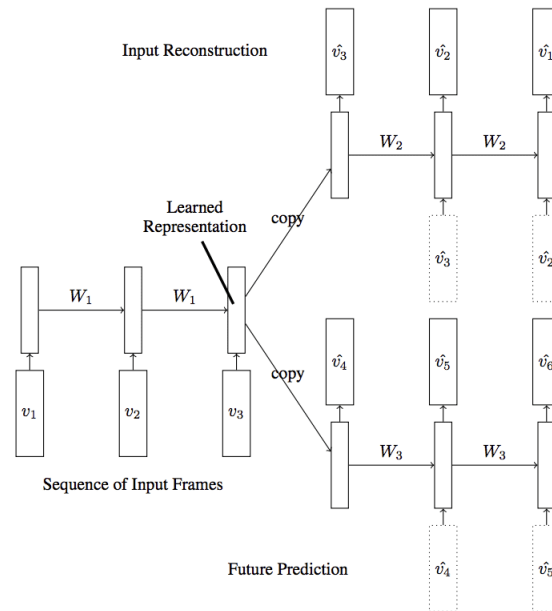 Input Reconstruction
v̂₃
v̂₂
v̂₁
W₂
W₂
Learned
Representation
copy
v̂₃
v̂₂
W₁
W₁
v₁
v₂
v₃
copy
v̂₄
v̂₅
v̂₆
W₃
W₃
Sequence of Input Frames
Future Prediction
v̂₄
v̂₅